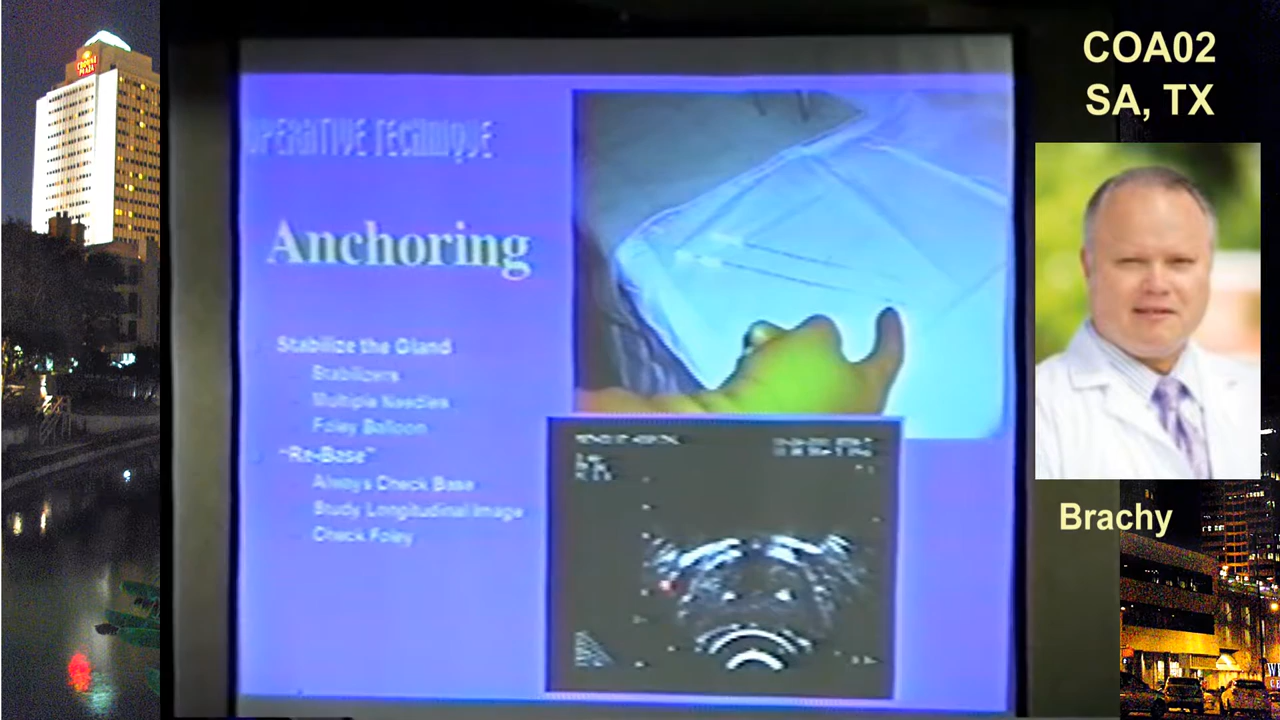 COA02
SA, TX
OPERATIVE TECHNIQUE
Anchoring
Stabilize the Gland
Stabilizers
Multiple Needles
Foley Balloon
"Re-Base"
Always Check Base
Study Longitudinal Image
Check Foley
Brachy